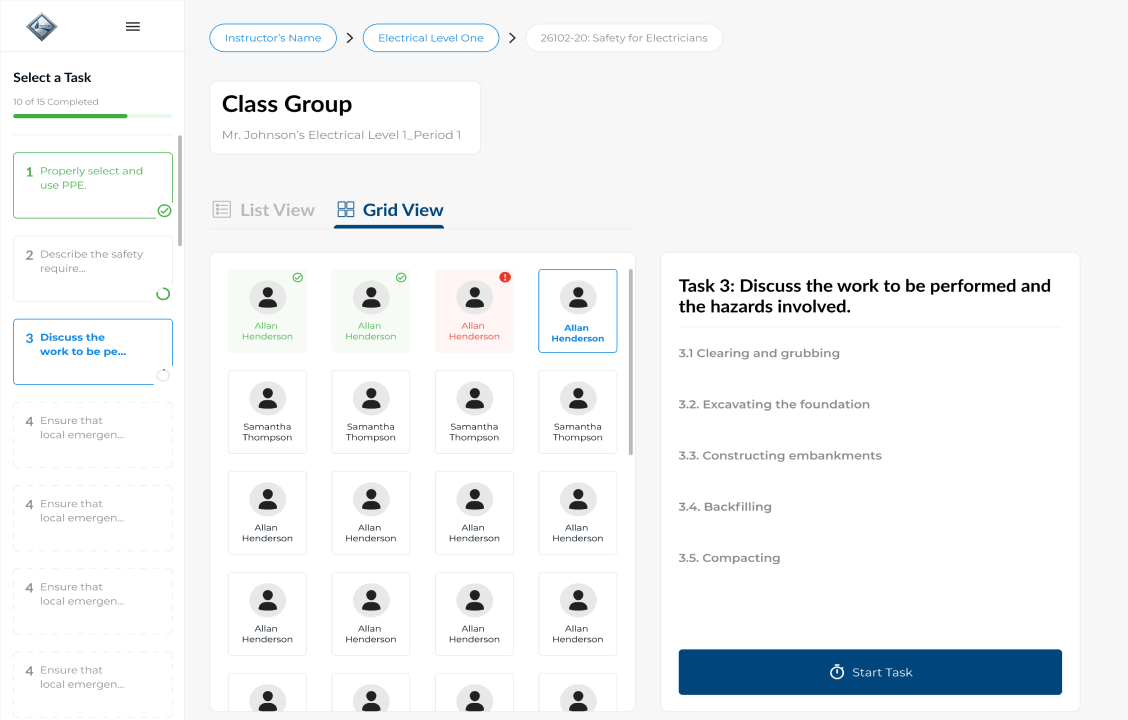 Instructor's Name
Electrical Level One
26102-20: Safety for Electricians
Select a Task
10 of 15 Completed
1 Properly select and
use PPE.
2 Describe the safety
require...
3 Discuss the
work to be pe...
4 Ensure that
local emergen...
4 Ensure that
local emergen...
4 Ensure that
local emergen...
4 Ensure that
local emergen...
Class Group
Mr. Johnson's Electrical Level 1_Period 1
List View
Grid View
Allan
Henderson
Allan
Henderson
Allan
Henderson
Allan
Henderson
Samantha
Thompson
Samantha
Thompson
Samantha
Thompson
Samantha
Thompson
Allan
Henderson
Allan
Henderson
Allan
Henderson
Allan
Henderson
Allan
Henderson
Allan
Henderson
Allan
Henderson
Allan
Henderson
Task 3: Discuss the work to be performed and
the hazards involved.
3.1 Clearing and grubbing
3.2. Excavating the foundation
3.3. Constructing embankments
3.4. Backfilling
3.5. Compacting
Start Task